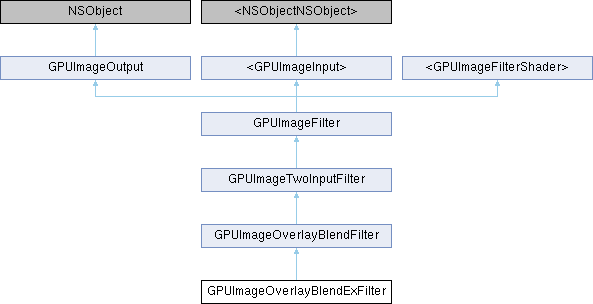 NSObject
<NSObjectNSObject>
GPUImageOutput
<GPUImageInput>
<GPUImageFilterShader>
GPUImageFilter
GPUImageTwoInputFilter
GPUImageOverlayBlendFilter
GPUImageOverlayBlendExFilter